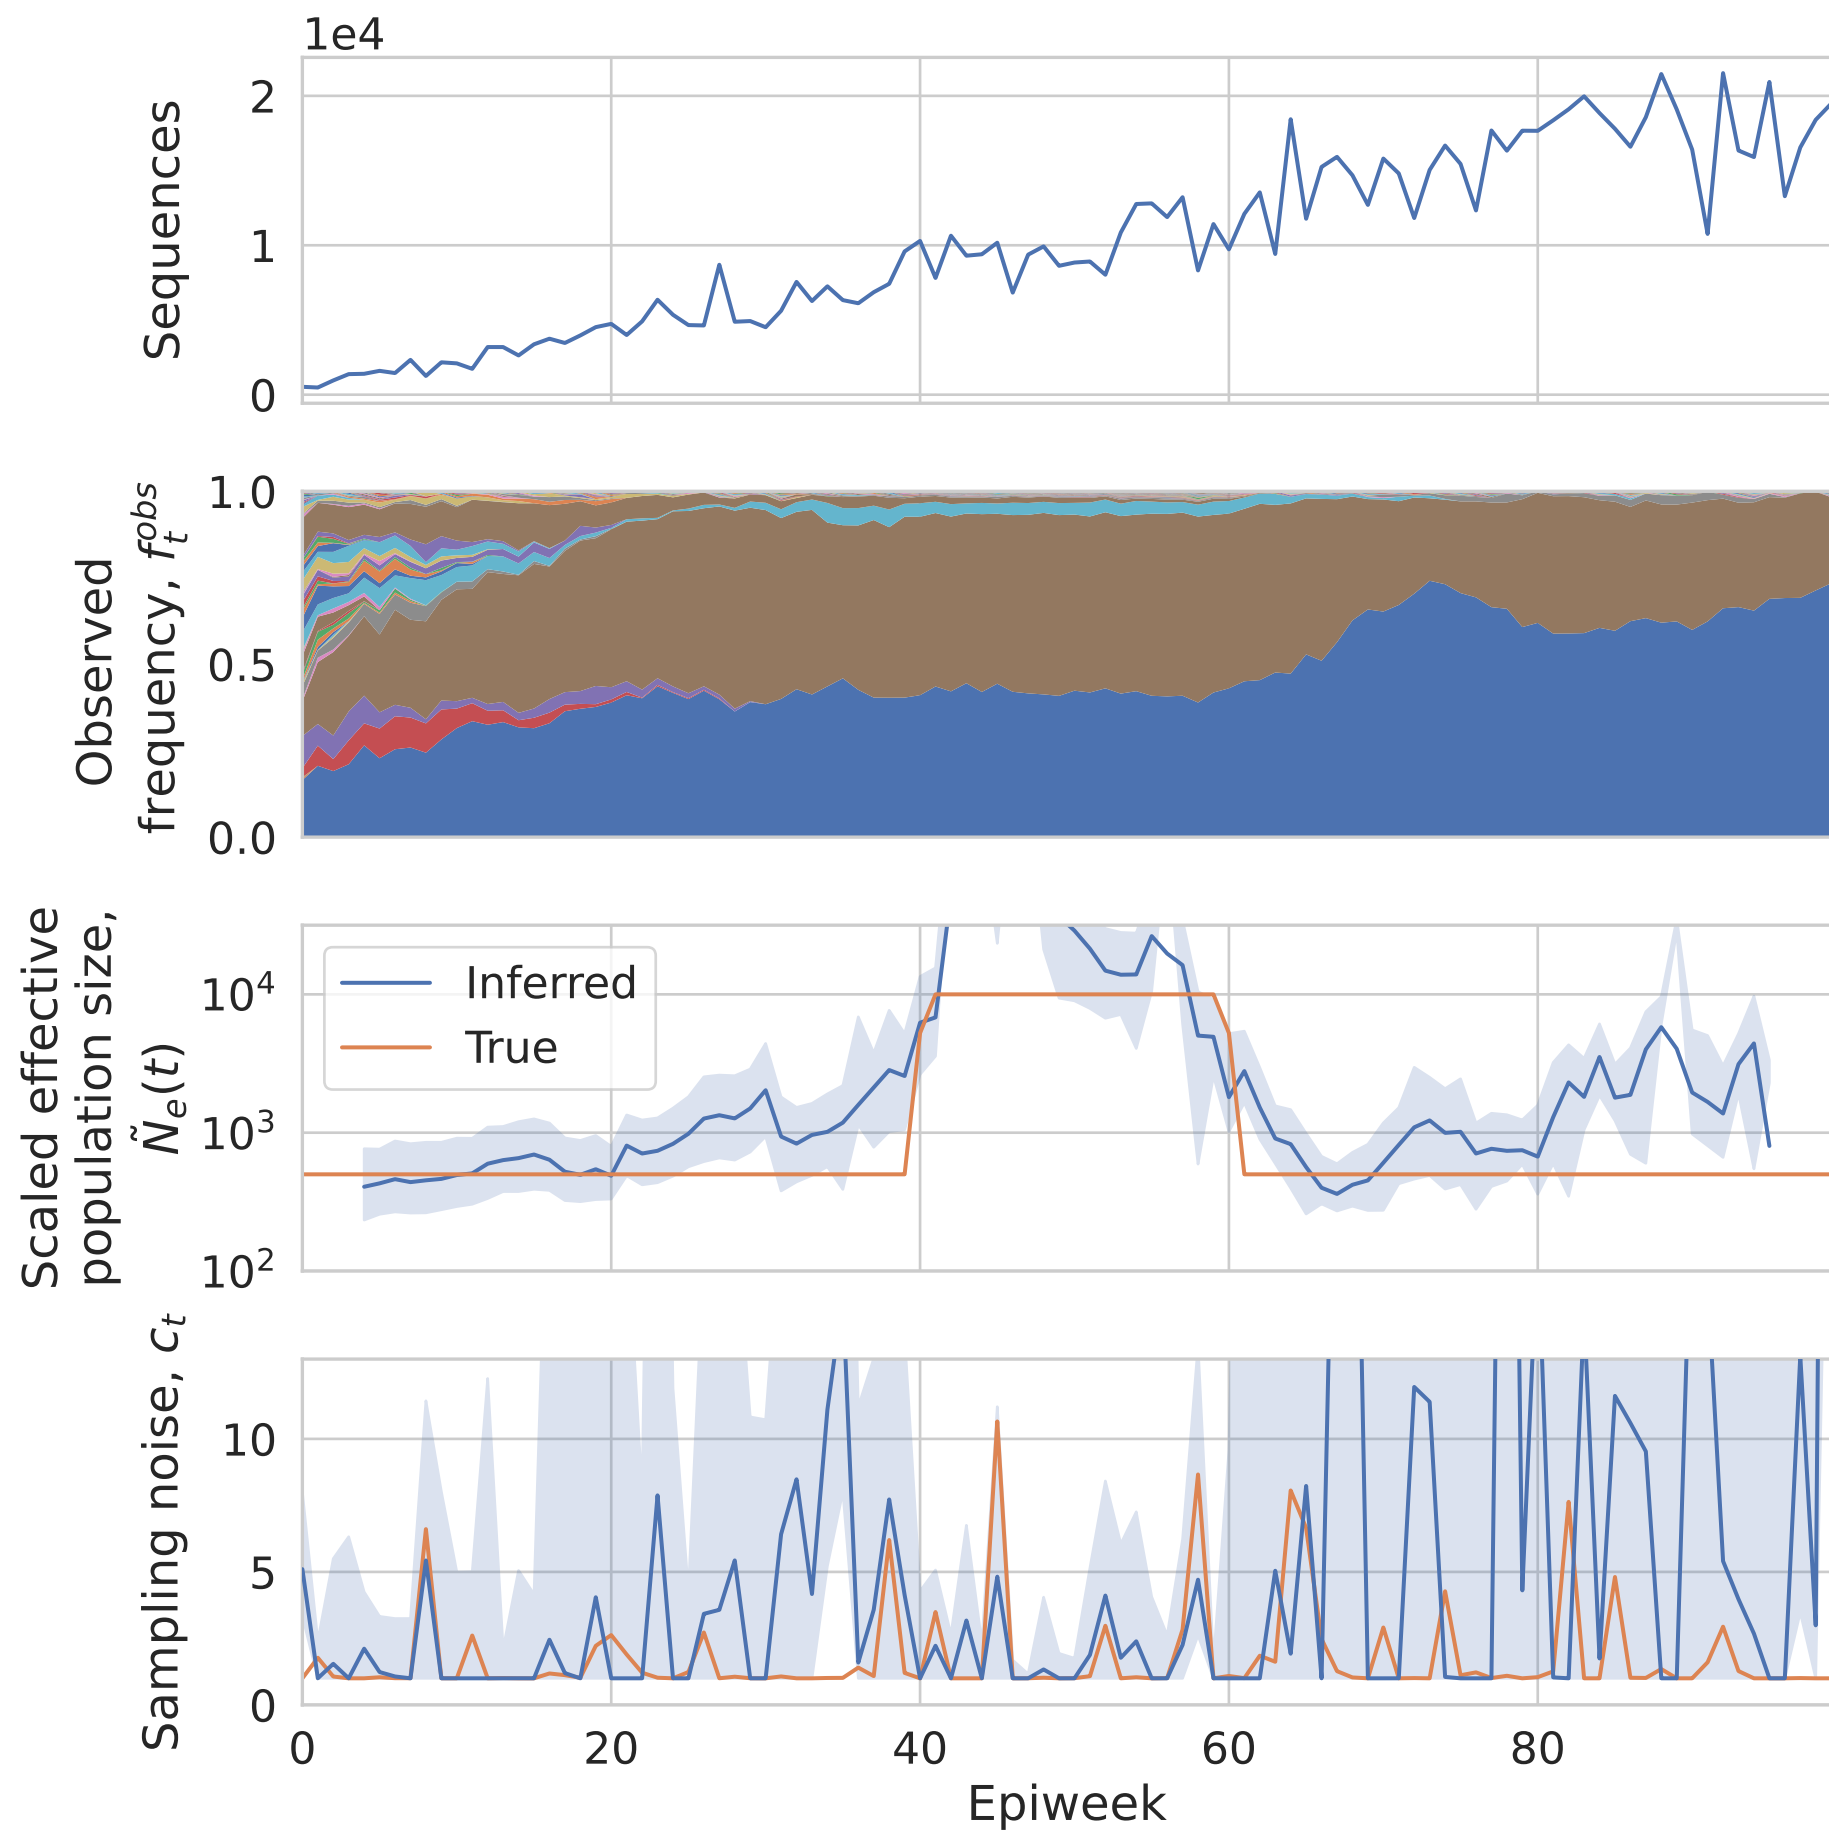 1e4
2
1
0
Sequences
1.0
0.5
0.0
Observed
frequency, f_t^obs
10^4
10^3
10^2
Scaled effective
population size,
Ñ_e(t)
Inferred
True
10
5
0
Sampling noise, c_t
0 20 40 60 80
Epiweek